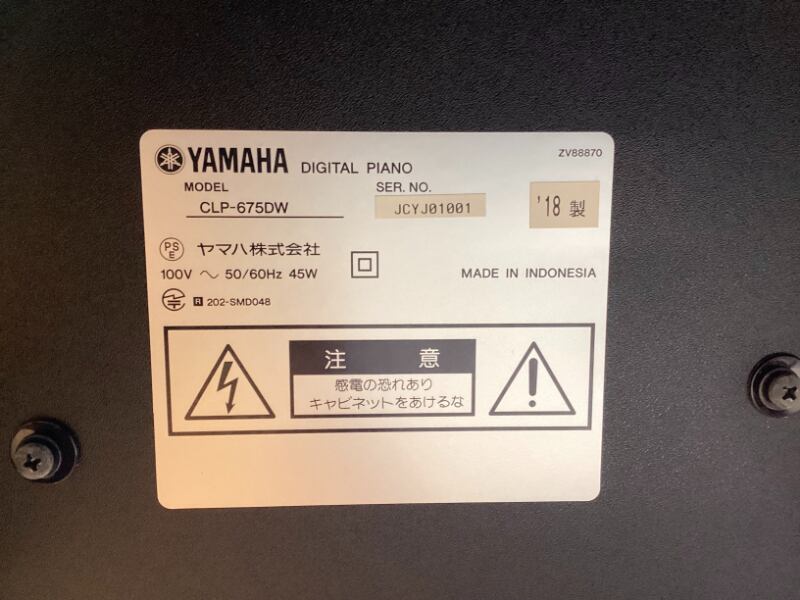 YAMAHA DIGITAL PIANO
ZV88870
MODEL
CLP-675DW
SER. NO.
JCYJ01001
'18 製
PSE ヤマハ株式会社
100V ～ 50/60Hz 45W
MADE IN INDONESIA
R 202-SMD048
注 意
感電の恐れあり
キャビネットをあけるな